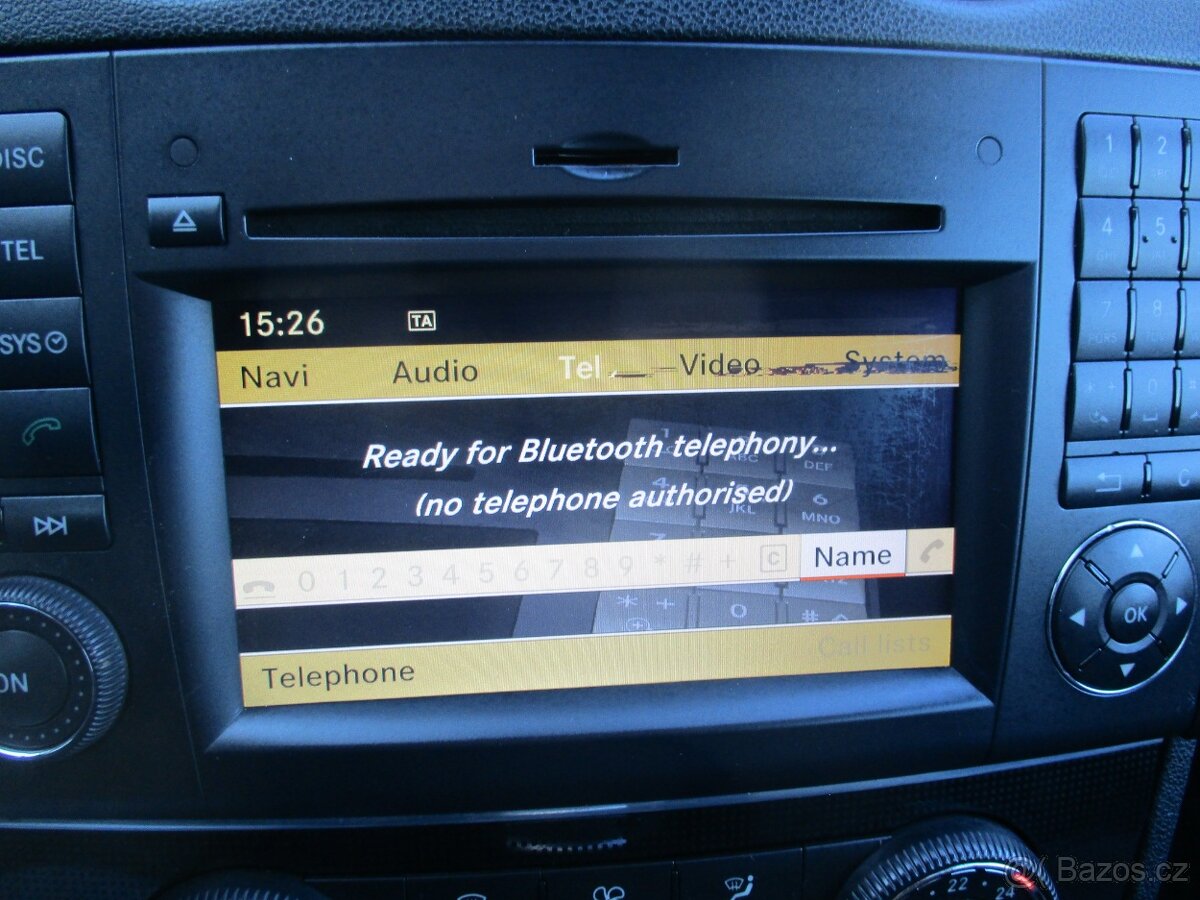 DISC
1 2
TEL
4 5
15:26 TA
SYS
Navi Audio Tel Video System
7 8
Ready for Bluetooth telephony...
(no telephone authorised)
0 1 2 3 4 5 6 7 8 9 * # + C Name
C
OK
Telephone Call lists
ON
22 24
Bazos.cz